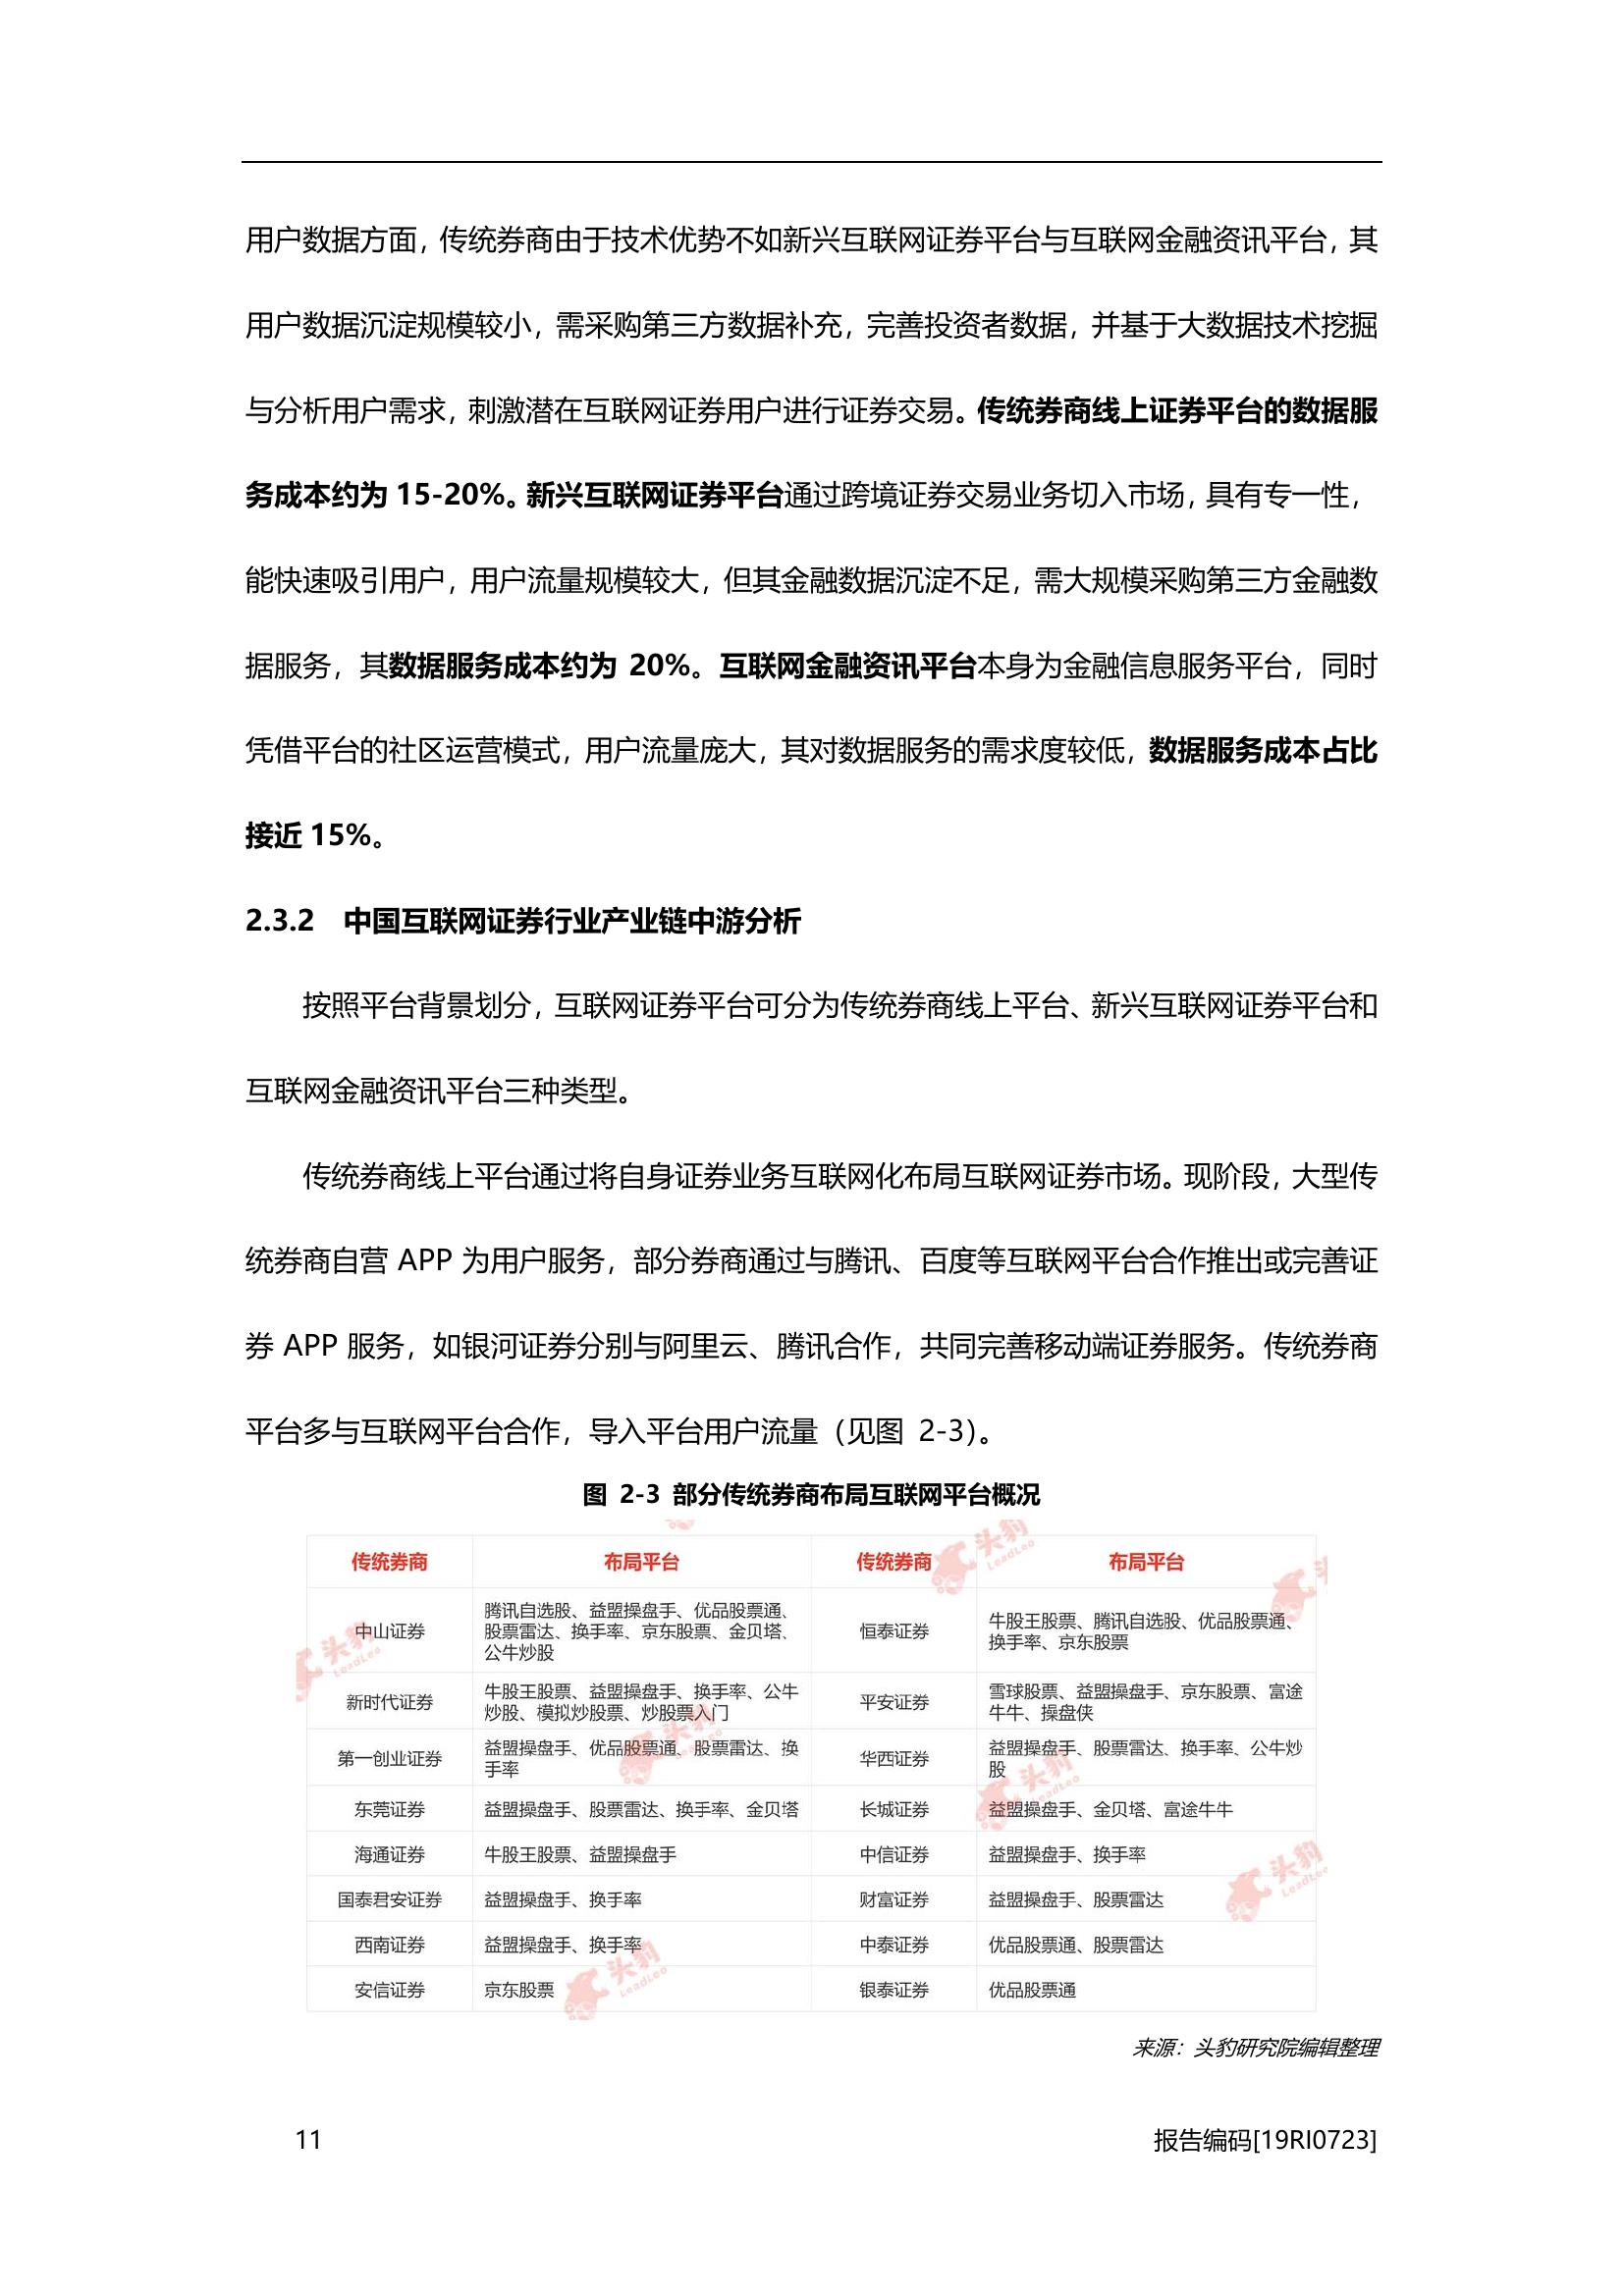 用户数据方面，传统券商由于技术优势不如新兴互联网证券平台与互联网金融资讯平台，其
用户数据沉淀规模较小，需采购第三方数据补充，完善投资者数据，并基于大数据技术挖掘
与分析用户需求，刺激潜在互联网证券用户进行证券交易。传统券商线上证券平台的数据服
务成本约为 15-20%。新兴互联网证券平台通过跨境证券交易业务切入市场，具有专一性，
能快速吸引用户，用户流量规模较大，但其金融数据沉淀不足，需大规模采购第三方金融数
据服务，其数据服务成本约为 20%。互联网金融资讯平台本身为金融信息服务平台，同时
凭借平台的社区运营模式，用户流量庞大，其对数据服务的需求度较低，数据服务成本占比
接近 15%。
2.3.2 中国互联网证券行业产业链中游分析
按照平台背景划分，互联网证券平台可分为传统券商线上平台、新兴互联网证券平台和
互联网金融资讯平台三种类型。
传统券商线上平台通过将自身证券业务互联网化布局互联网证券市场。现阶段，大型传
统券商自营 APP 为用户服务，部分券商通过与腾讯、百度等互联网平台合作推出或完善证
券 APP 服务，如银河证券分别与阿里云、腾讯合作，共同完善移动端证券服务。传统券商
平台多与互联网平台合作，导入平台用户流量（见图 2-3）。
图 2-3 部分传统券商布局互联网平台概况
传统券商 布局平台 传统券商 布局平台
中山证券
腾讯自选股、益盟操盘手、优品股票通、
股票雷达、换手率、京东股票、金贝塔、
公牛炒股
恒泰证券
牛股王股票、腾讯自选股、优品股票通、
换手率、京东股票
新时代证券
牛股王股票、益盟操盘手、换手率、公牛
炒股、模拟炒股票、炒股票入门
平安证券
雪球股票、益盟操盘手、京东股票、富途
牛牛、操盘侠
第一创业证券
益盟操盘手、优品股票通、股票雷达、换
手率
华西证券
益盟操盘手、股票雷达、换手率、公牛炒
股
东莞证券 益盟操盘手、股票雷达、换手率、金贝塔 长城证券 益盟操盘手、金贝塔、富途牛牛
海通证券 牛股王股票、益盟操盘手 中信证券 益盟操盘手、换手率
国泰君安证券 益盟操盘手、换手率 财富证券 益盟操盘手、股票雷达
西南证券 益盟操盘手、换手率 中泰证券 优品股票通、股票雷达
安信证券 京东股票 银泰证券 优品股票通
来源：头豹研究院编辑整理
11 报告编码[19RI0723]